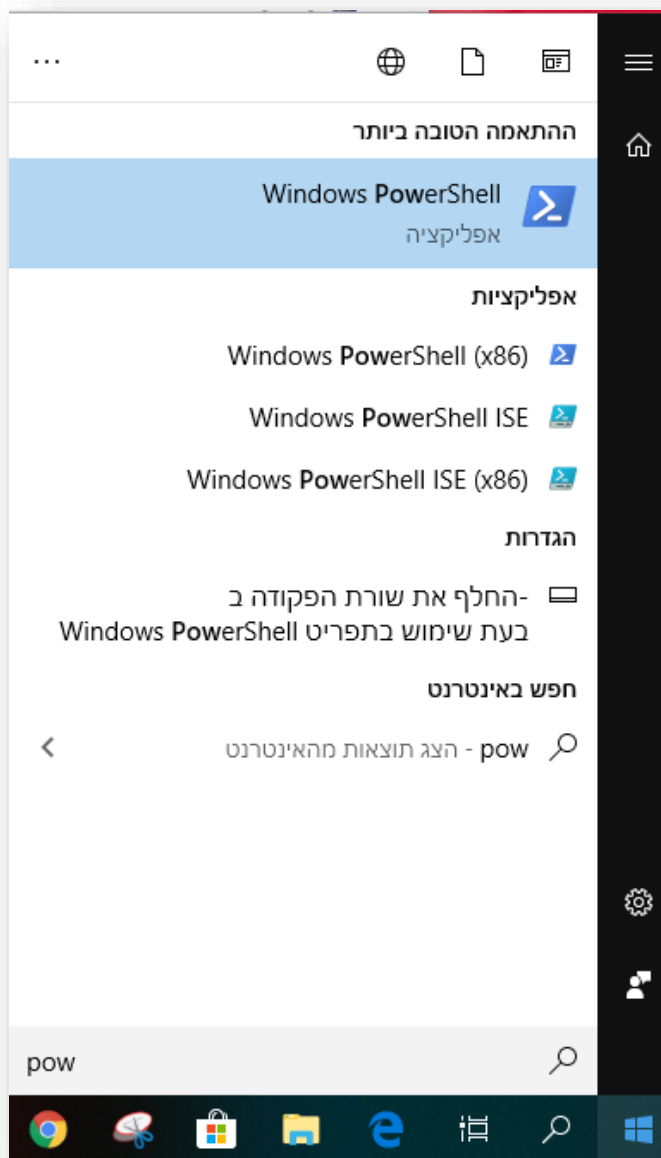 ...
ההתאמה הטובה ביותר
Windows PowerShell
אפליקציה
אפליקציות
Windows PowerShell (x86)
Windows PowerShell ISE
Windows PowerShell ISE (x86)
הגדרות
החלף את שורת הפקודה ב-
Windows PowerShell בעת שימוש בתפריט
חפש באינטרנט
pow - הצג תוצאות מהאינטרנט
pow